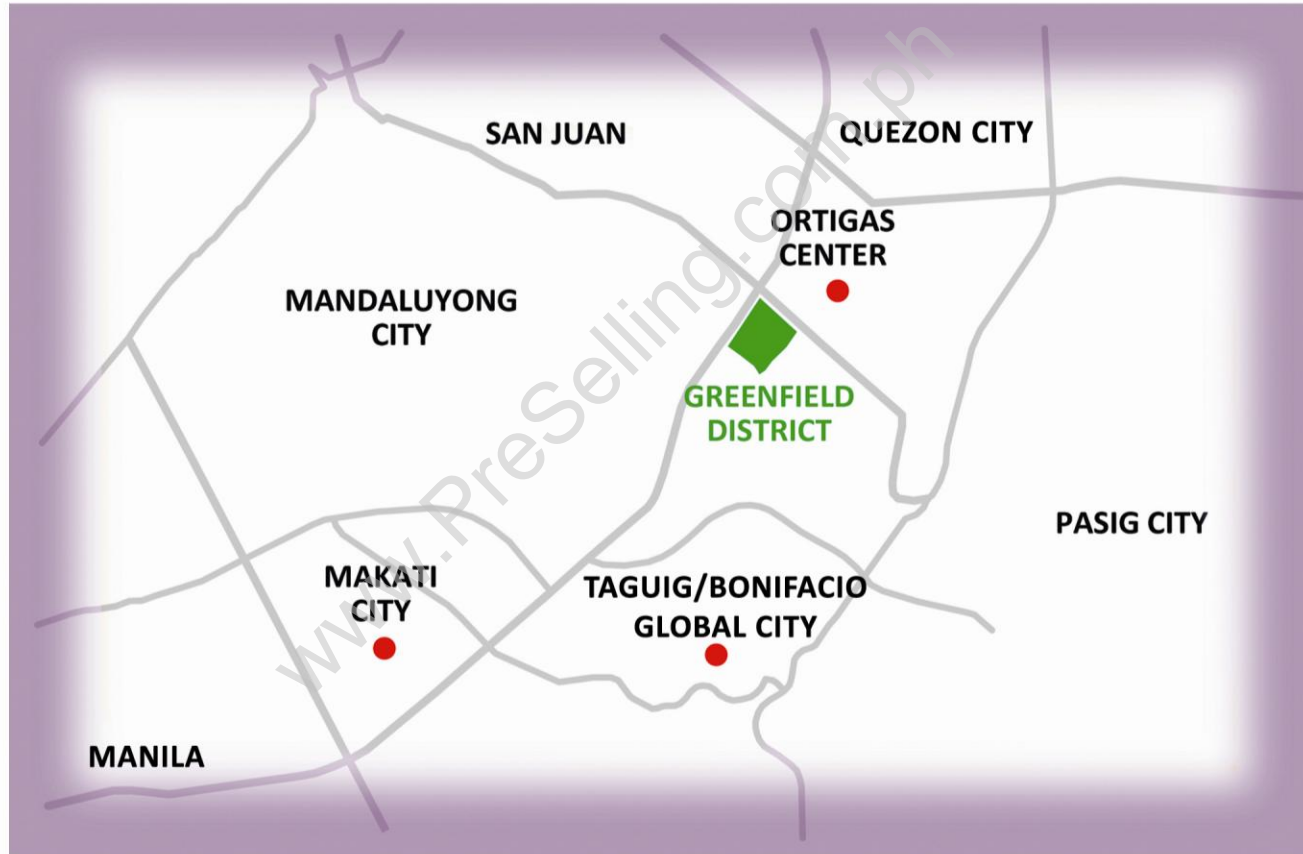 SAN JUAN
QUEZON CITY
ORTIGAS
CENTER
MANDALUYONG
CITY
GREENFIELD
DISTRICT
PASIG CITY
MAKATI
CITY
TAGUIG/BONIFACIO
GLOBAL CITY
MANILA
www.PreSelling.com.ph